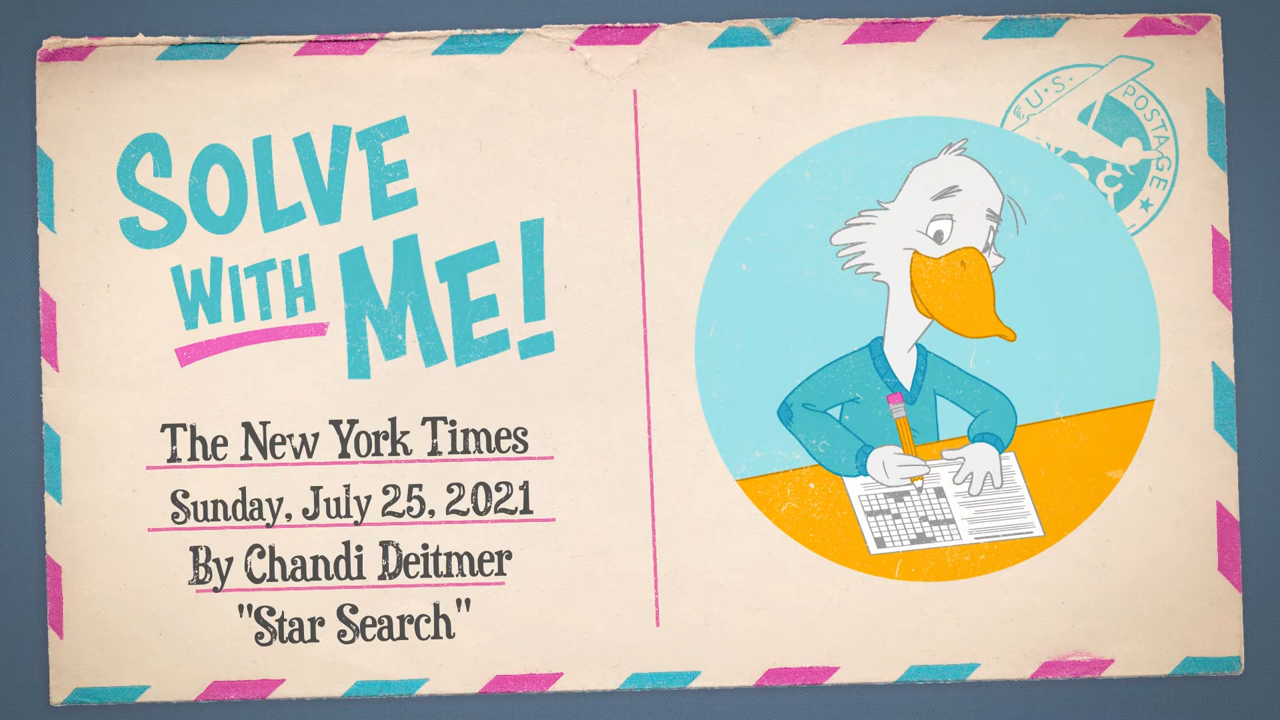 SOLVE
WITH ME!
The New York Times
Sunday, July 25, 2021
By Chandi Deitmer
"Star Search"
U.S. POSTAGE